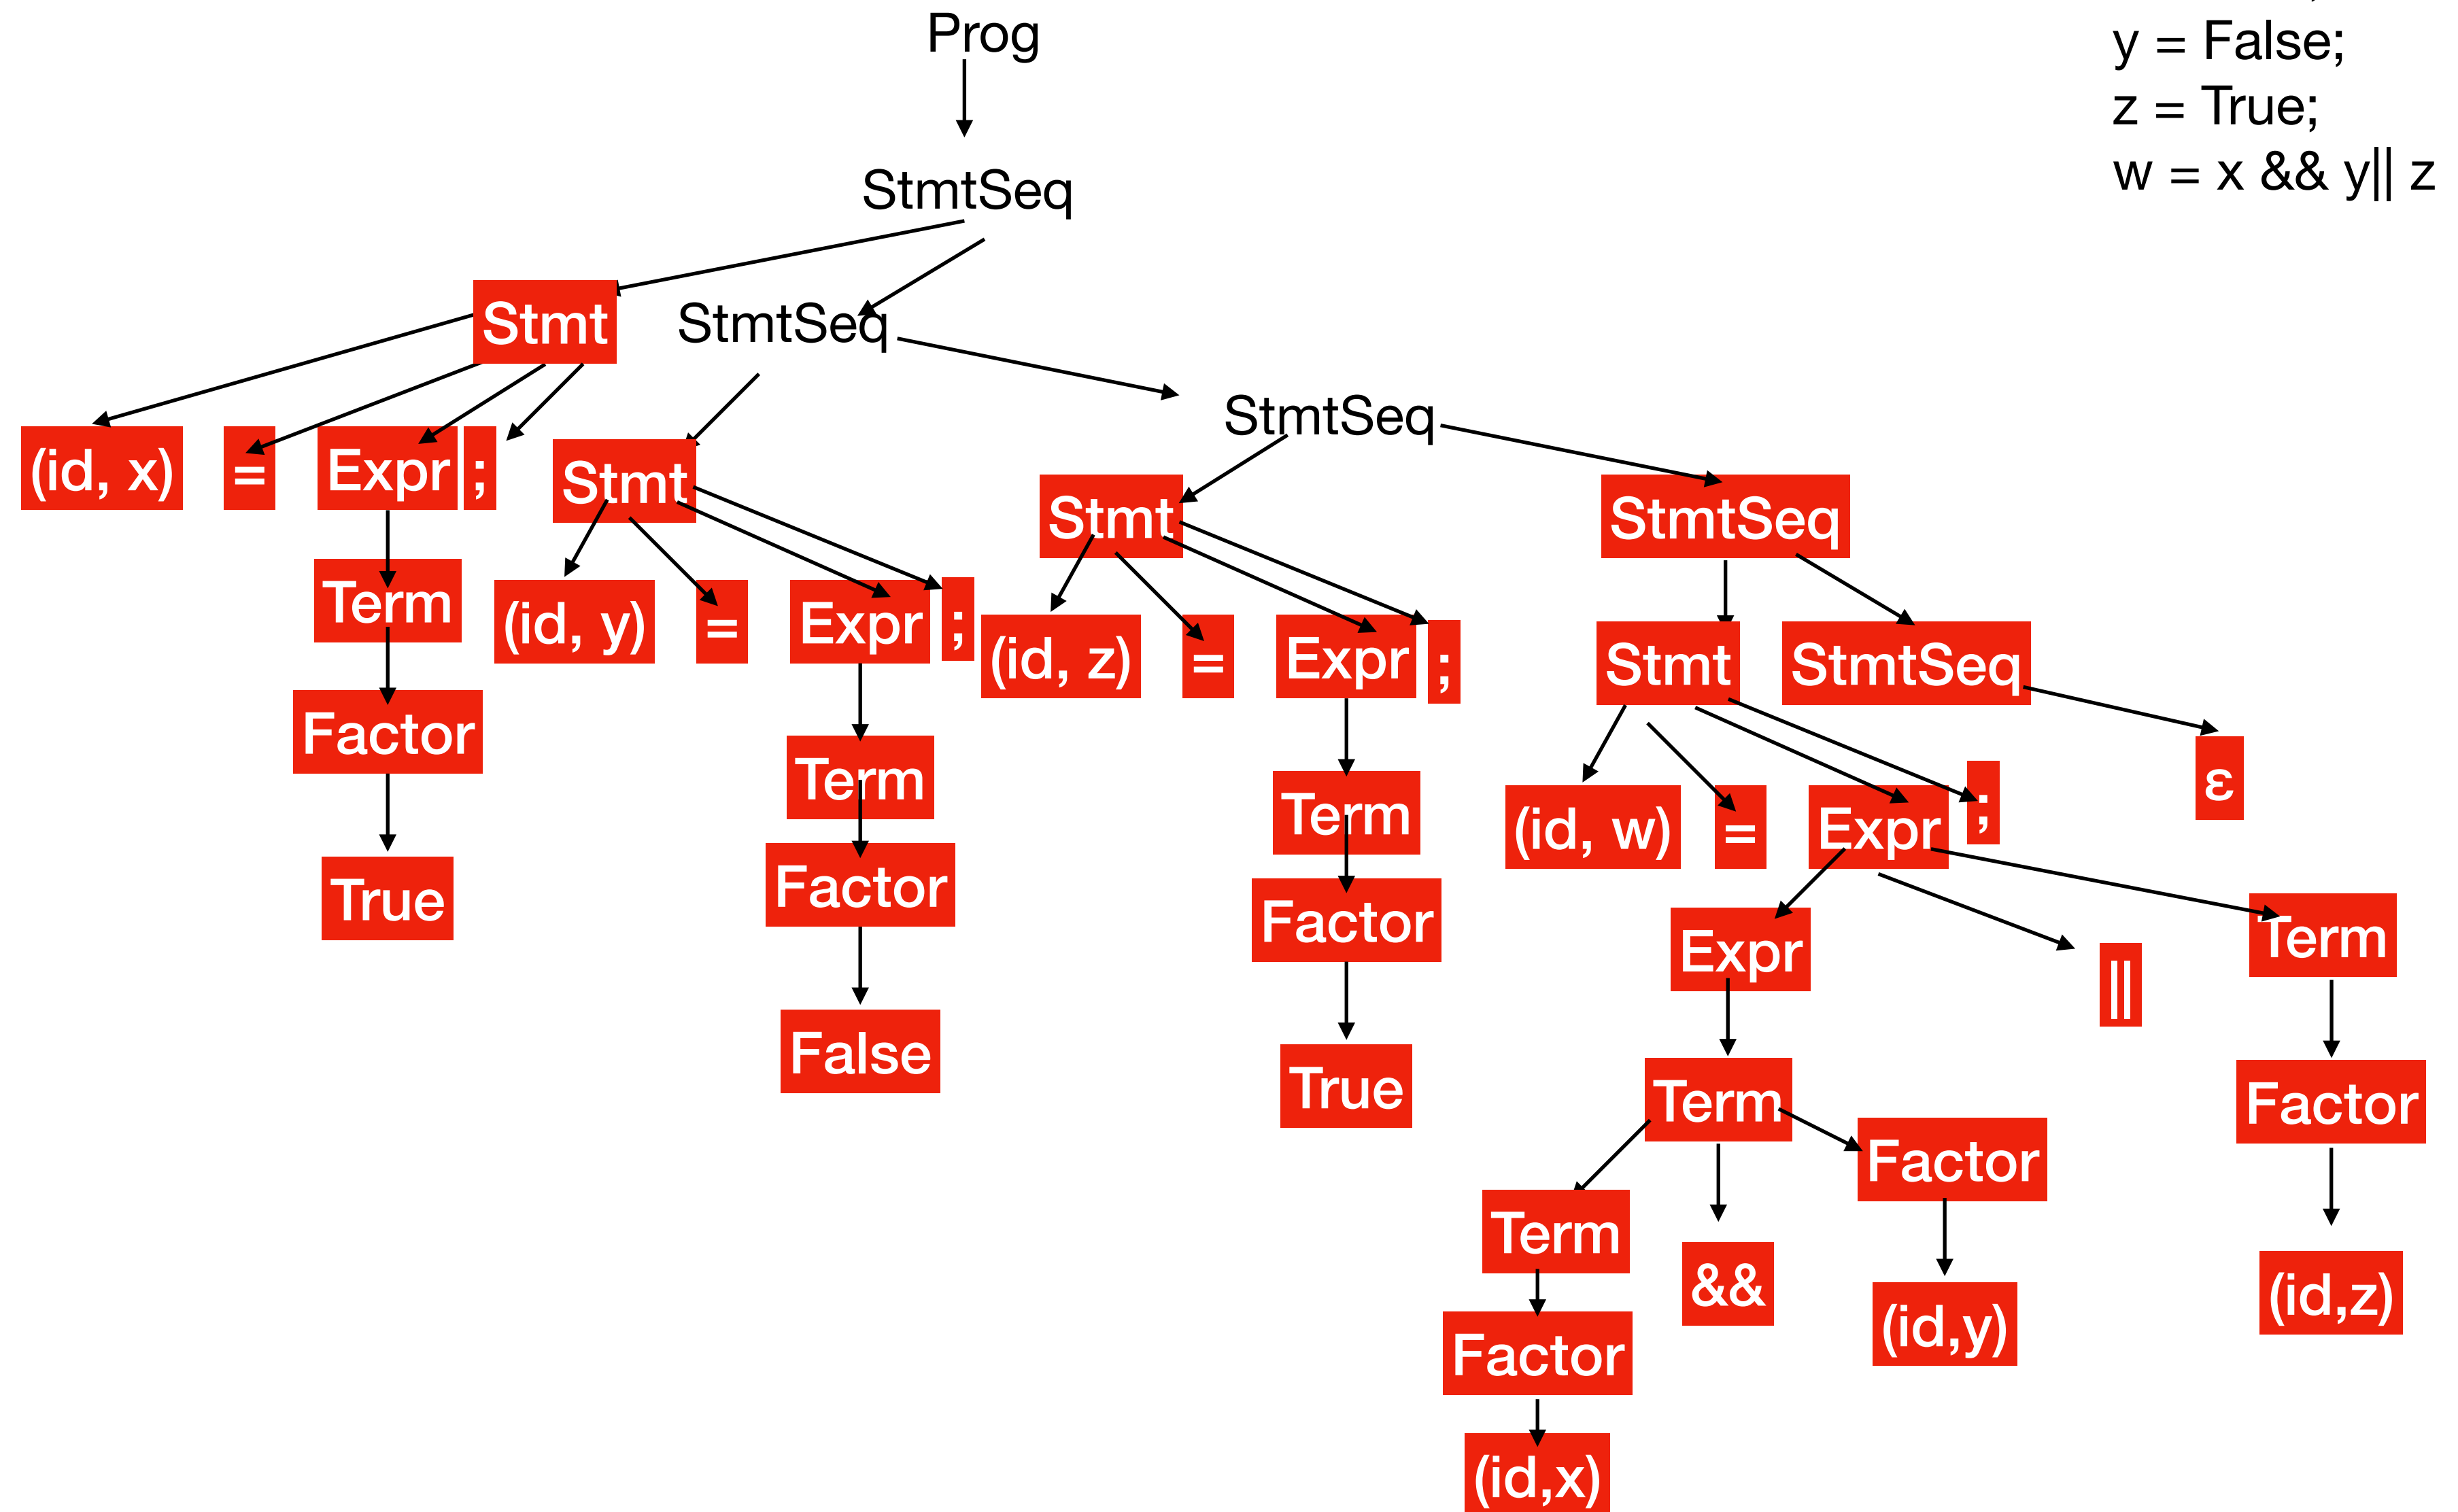 Prog
y = False;
z = True;
w = x && y|| z
StmtSeq
Stmt
StmtSeq
StmtSeq
(id, x)
=
Expr
;
Stmt
Stmt
StmtSeq
Term
(id, y)
=
Expr
;
(id, z)
=
Expr
;
Stmt
StmtSeq
Factor
Term
Term
(id, w)
=
Expr
;
ε
True
Factor
Factor
Expr
||
Term
False
True
Term
Factor
Factor
Term
&&
(id,y)
(id,z)
Factor
(id,x)